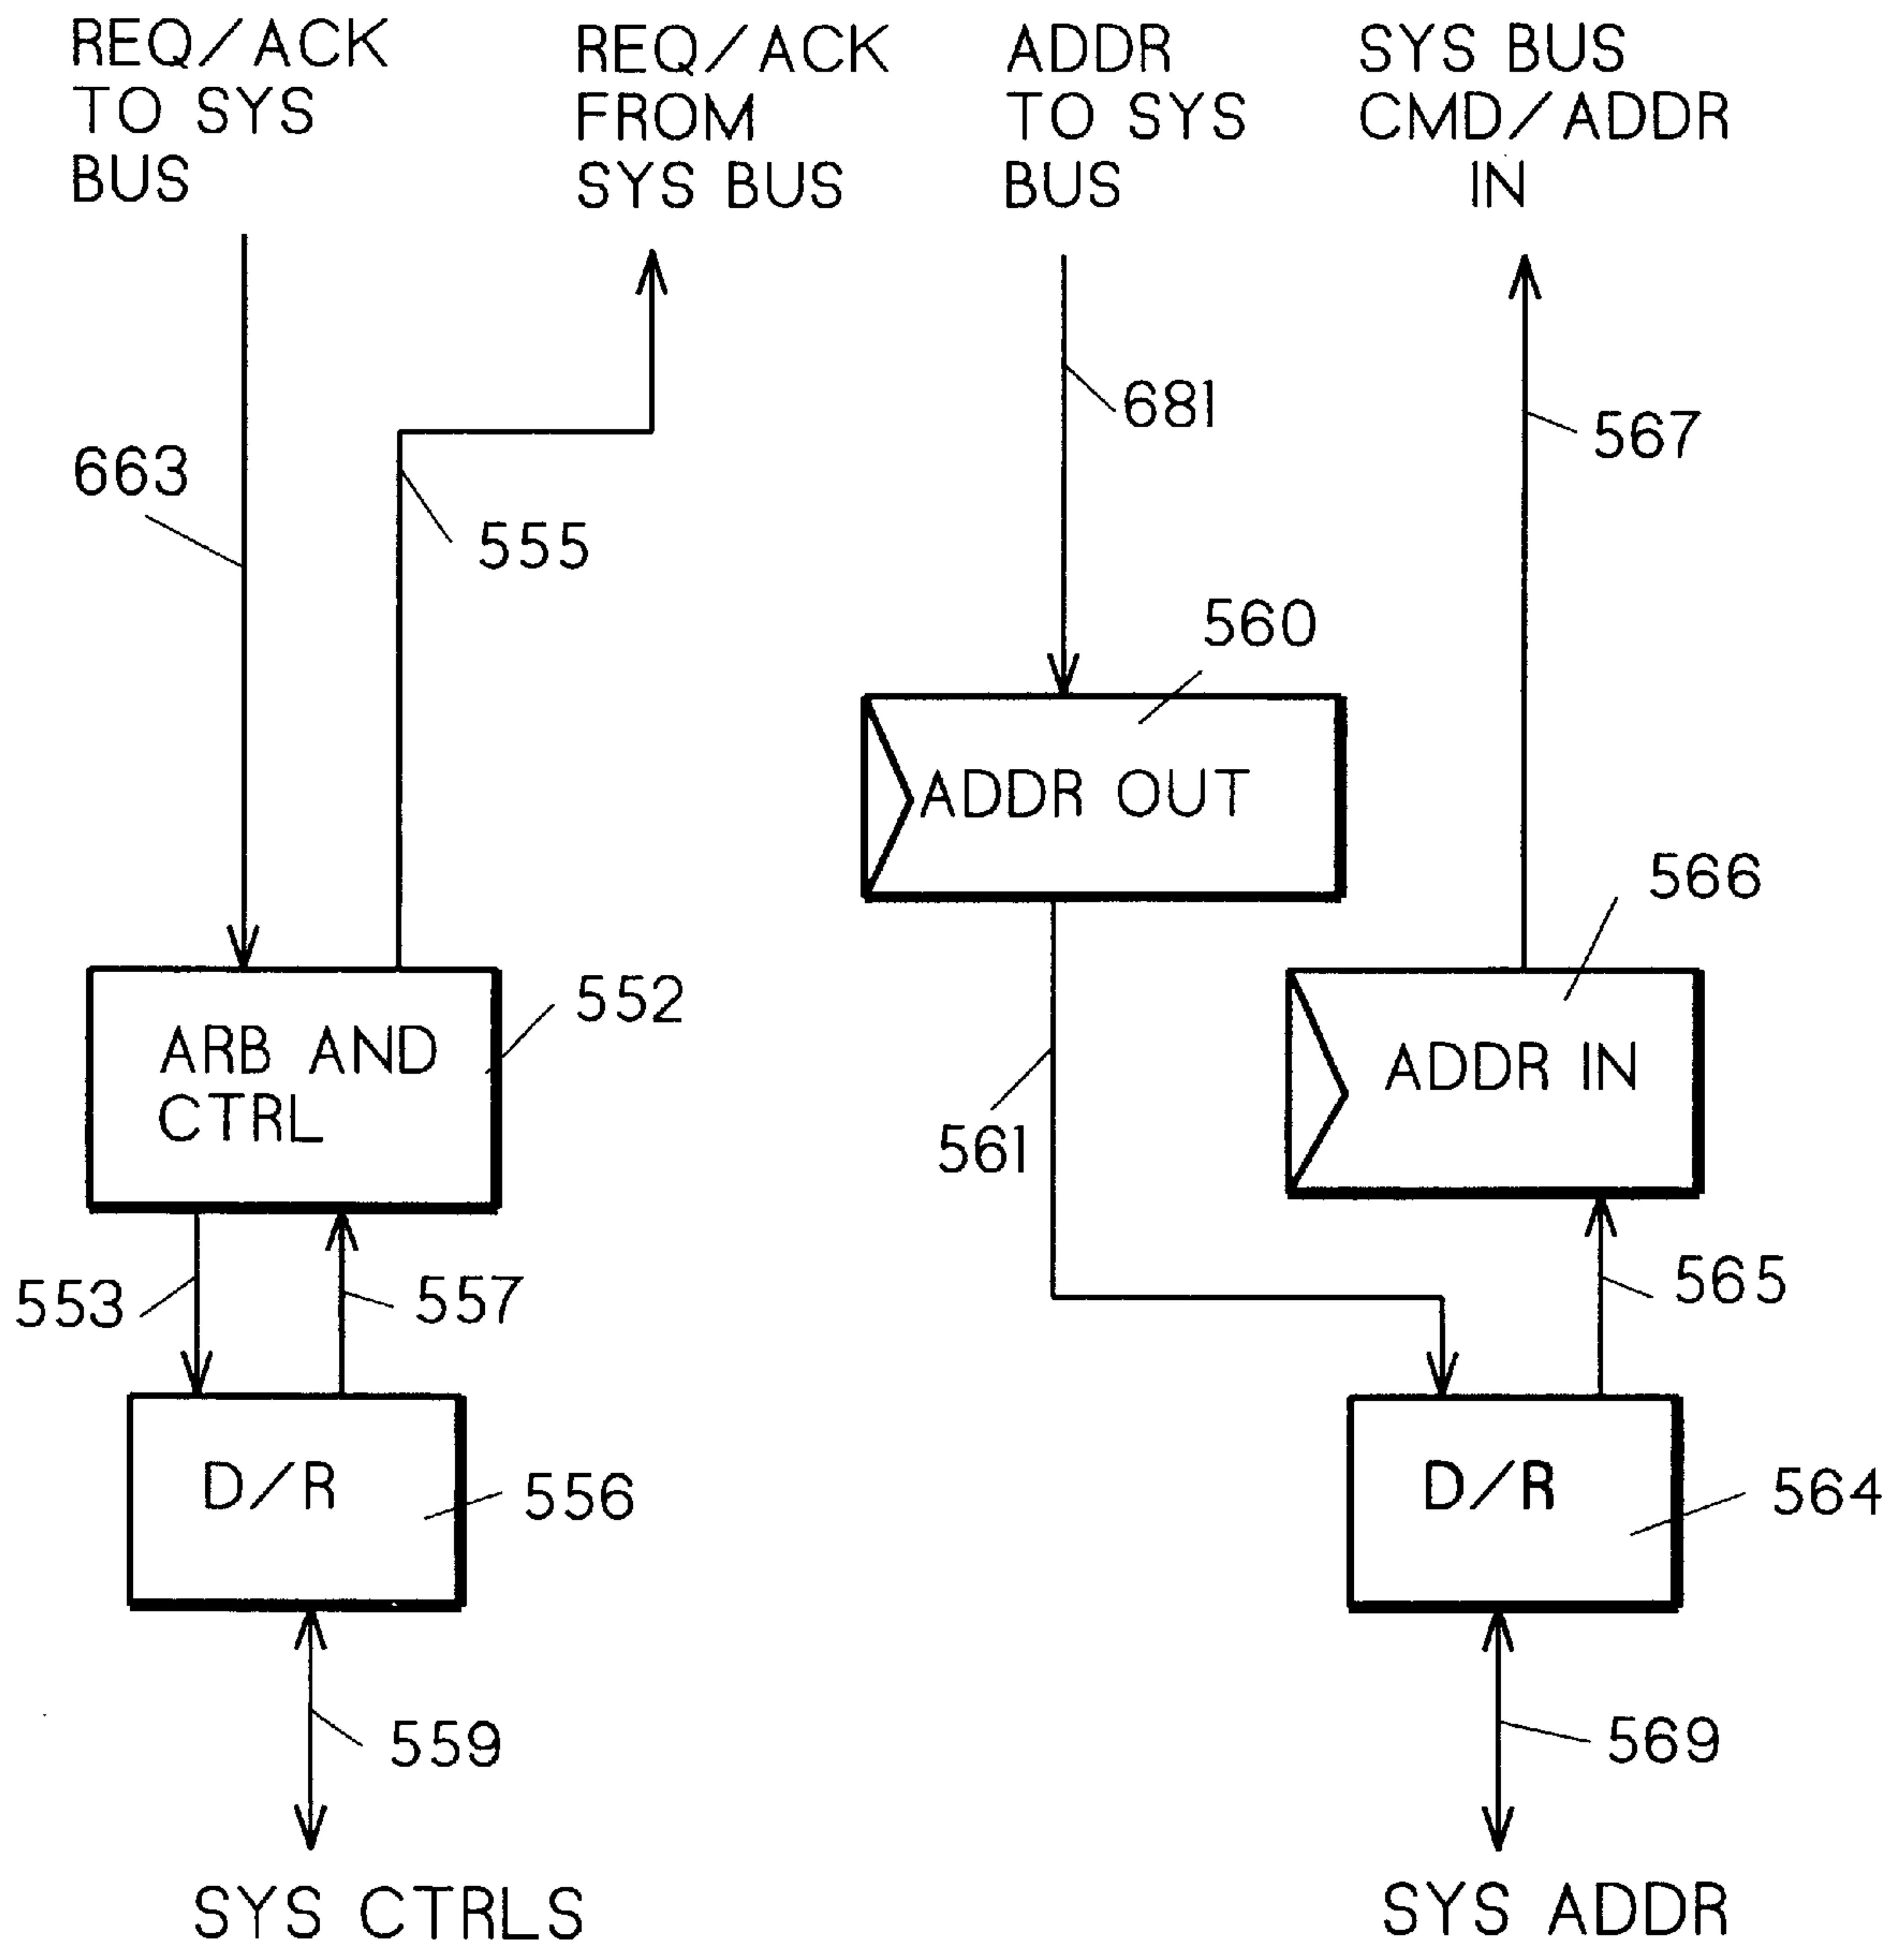 REQ/ACK
TO SYS
BUS
REQ/ACK
FROM
SYS BUS
ADDR
TO SYS
BUS
SYS BUS
CMD/ADDR
IN
681
567
663
555
560
ADDR OUT
566
552
ARB AND
CTRL
ADDR IN
561
553
557
565
D/R
556
D/R
564
559
569
SYS CTRLS
SYS ADDR